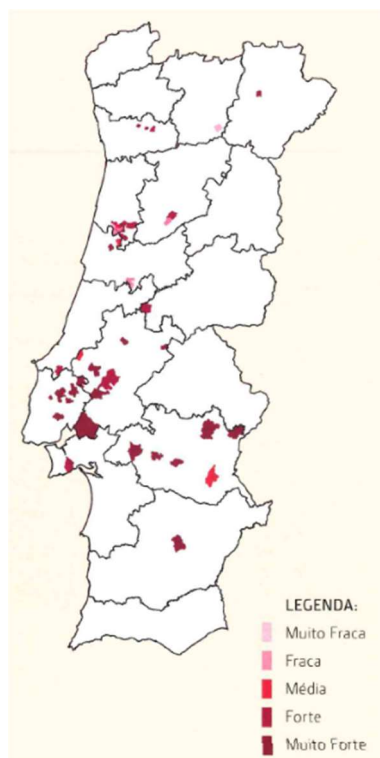 LEGENDA:
Muito Fraca
Fraca
Média
Forte
Muito Forte